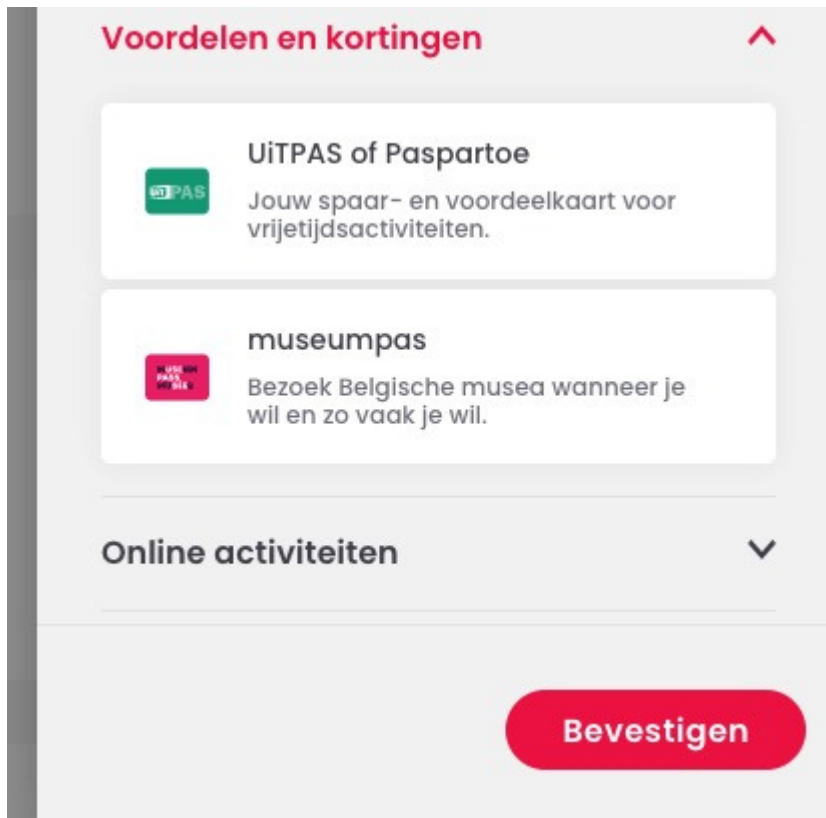 Voordelen en kortingen
UiTPAS of Paspartoe
UiTPAS
Jouw spaar- en voordeelkaart voor
vrijetijdsactiviteiten.
museumpas
Bezoek Belgische musea wanneer je
wil en zo vaak je wil.
Online activiteiten
Bevestigen